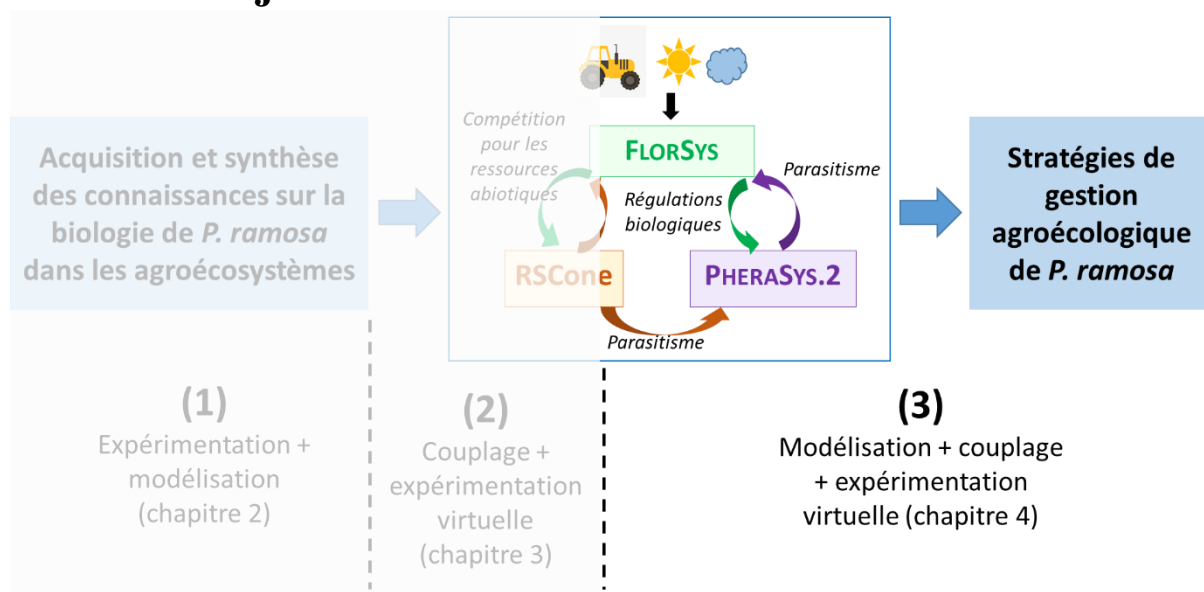 Acquisition et synthèse
des connaissances sur la
biologie de P. ramosa
dans les agroécosystèmes
Compétition
pour les
ressources
abiotiques
FLORSYS
Parasitisme
Régulations
biologiques
RSCone
PHERASYS.2
Parasitisme
Stratégies de
gestion
agroécologique
de P. ramosa
(1)
Expérimentation +
modélisation
(chapitre 2)
(2)
Couplage +
expérimentation
virtuelle
(chapitre 3)
(3)
Modélisation + couplage
+ expérimentation
virtuelle (chapitre 4)